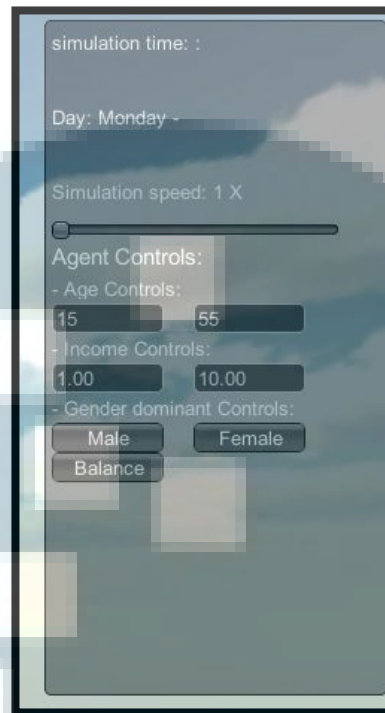 simulation time: :
Day: Monday -
Simulation speed: 1 X
Agent Controls:
- Age Controls:
15 55
- Income Controls:
1.00 10.00
- Gender dominant Controls:
Male Female
Balance